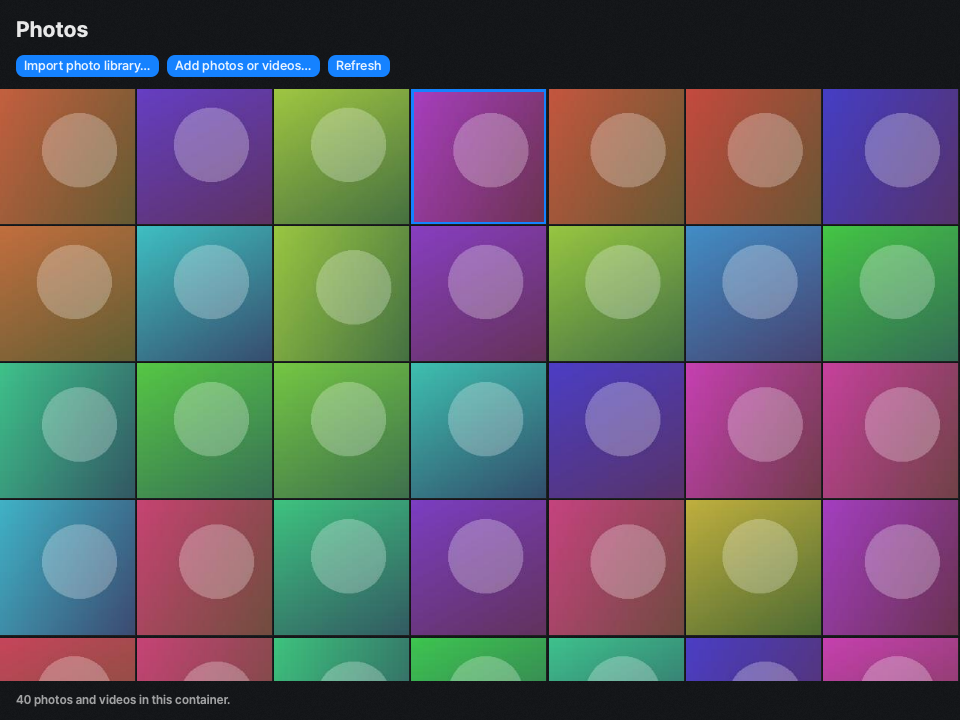 Photos
Import photo library...
Add photos or videos...
Refresh
40 photos and videos in this container.